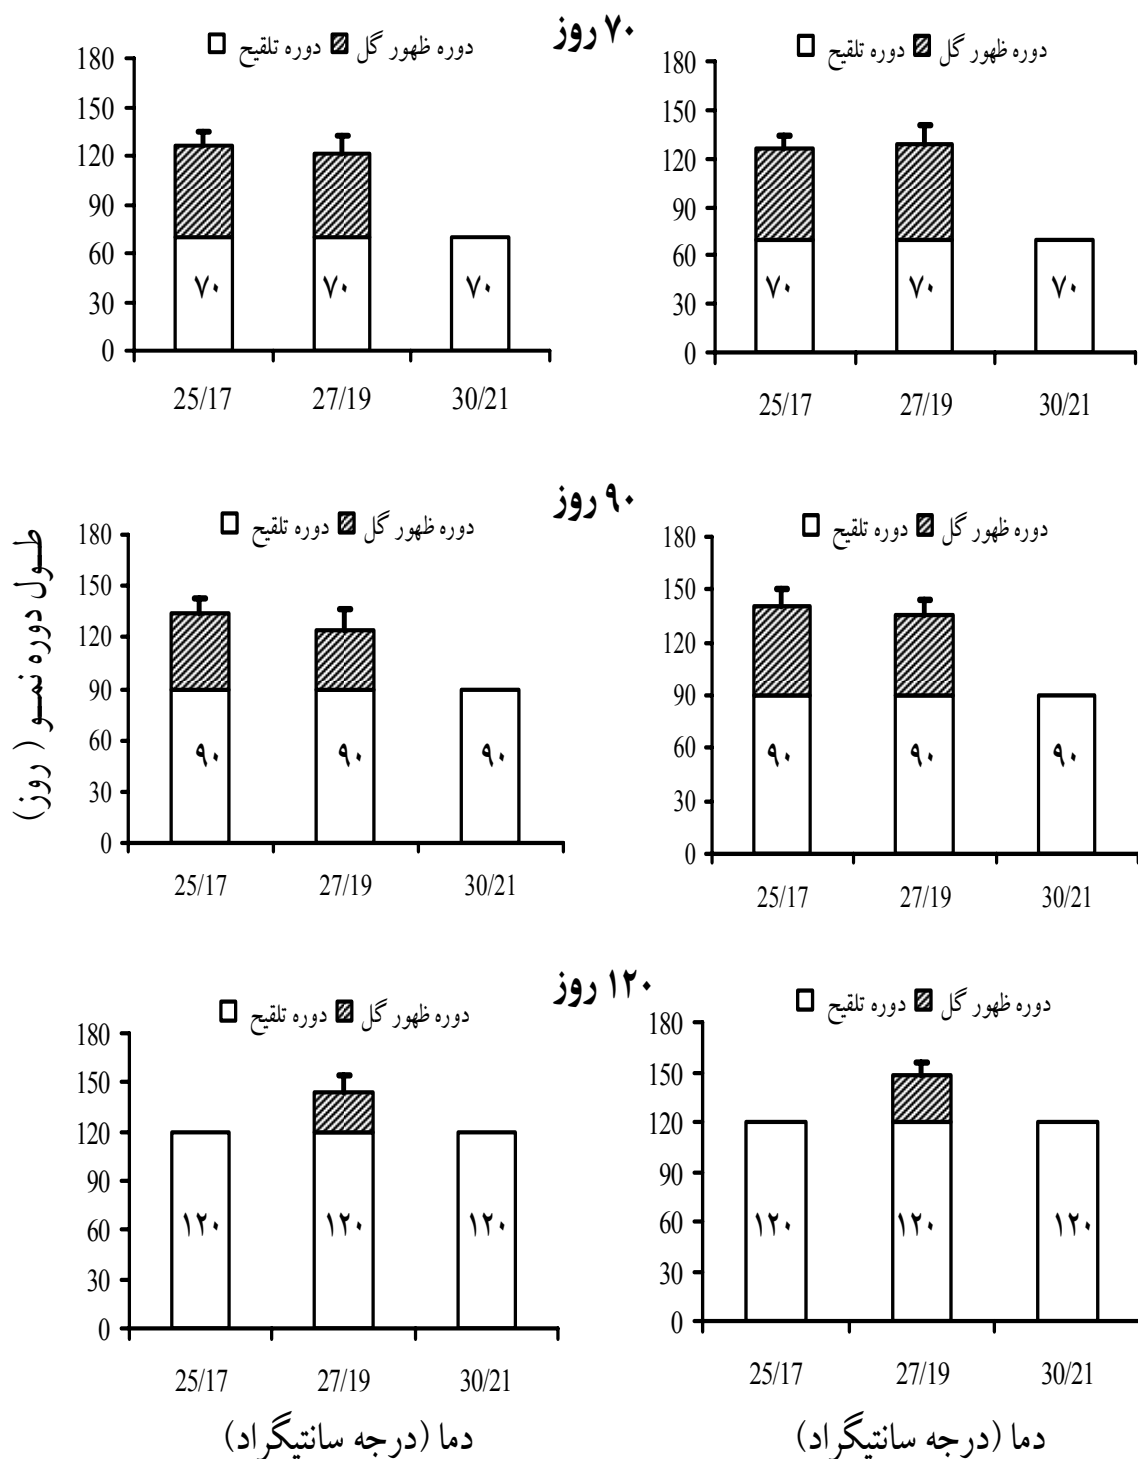 ۷۰ روز
دوره تلقیح دوره ظهور گل
180
150
120
90
60
30
0
۷۰ ۷۰ ۷۰
25/17 27/19 30/21
دوره تلقیح دوره ظهور گل
180
150
120
90
60
30
0
۷۰ ۷۰ ۷۰
25/17 27/19 30/21
طول دوره نمو (روز)
۹۰ روز
دوره تلقیح دوره ظهور گل
180
150
120
90
60
30
0
۹۰ ۹۰ ۹۰
25/17 27/19 30/21
دوره تلقیح دوره ظهور گل
180
150
120
90
60
30
0
۹۰ ۹۰ ۹۰
25/17 27/19 30/21
۱۲۰ روز
دوره تلقیح دوره ظهور گل
180
150
120
90
60
30
0
۱۲۰ ۱۲۰ ۱۲۰
25/17 27/19 30/21
دما (درجه سانتیگراد)
دوره تلقیح دوره ظهور گل
180
150
120
90
60
30
0
۱۲۰ ۱۲۰ ۱۲۰
25/17 27/19 30/21
دما (درجه سانتیگراد)